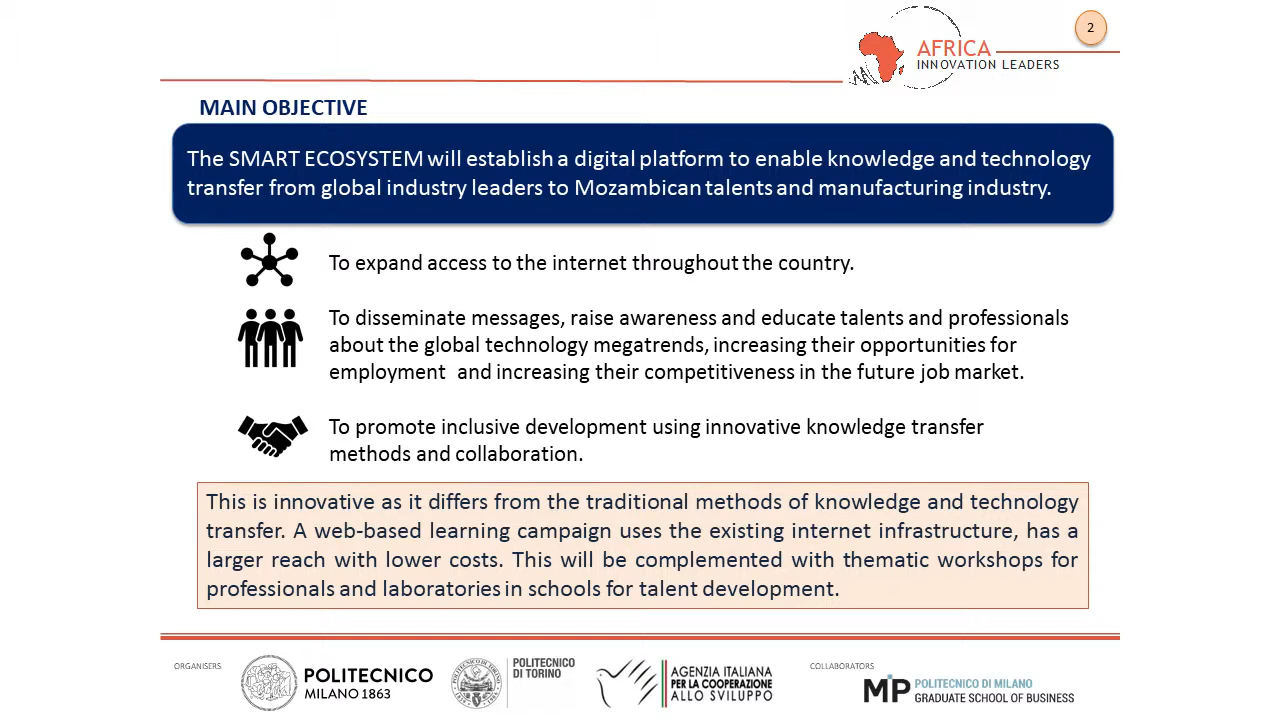 2
AFRICA
INNOVATION LEADERS
MAIN OBJECTIVE
The SMART ECOSYSTEM will establish a digital platform to enable knowledge and technology
transfer from global industry leaders to Mozambican talents and manufacturing industry.
To expand access to the internet throughout the country.
To disseminate messages, raise awareness and educate talents and professionals
about the global technology megatrends, increasing their opportunities for
employment  and increasing their competitiveness in the future job market.
To promote inclusive development using innovative knowledge transfer
methods and collaboration.
This is innovative as it differs from the traditional methods of knowledge and technology
transfer. A web-based learning campaign uses the existing internet infrastructure, has a
larger reach with lower costs. This will be complemented with thematic workshops for
professionals and laboratories in schools for talent development.
ORGANISERS
POLITECNICO
MILANO 1863
POLITECNICO
DI TORINO
AGENZIA ITALIANA
PER LA COOPERAZIONE
ALLO SVILUPPO
COLLABORATORS
MIP
POLITECNICO DI MILANO
GRADUATE SCHOOL OF BUSINESS